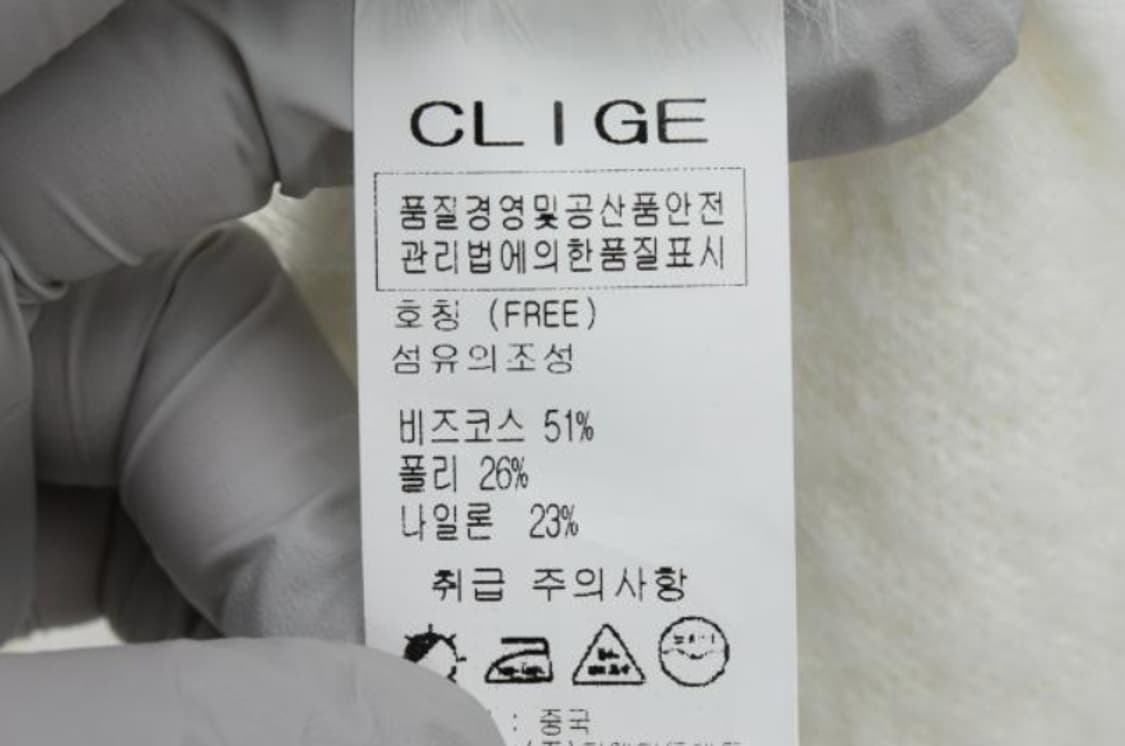 CLIGE
품질경영및공산품안전
관리법에의한품질표시
호칭 (FREE)
섬유의조성
비즈코스 51%
폴리 26%
나일론 23%
취급 주의사항
: 중국